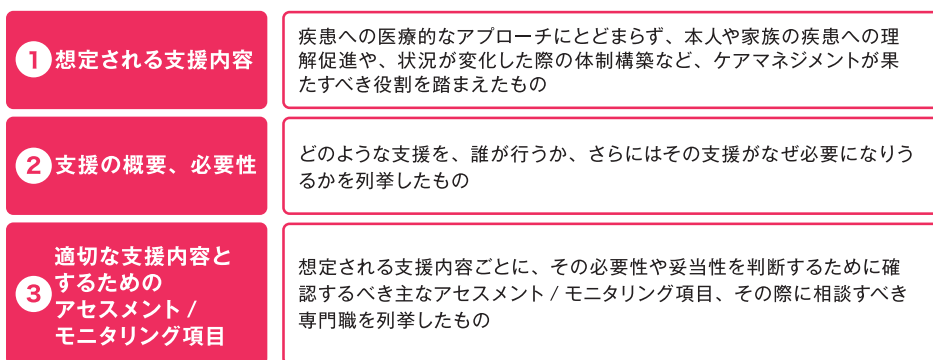 1 想定される支援内容
疾患への医療的なアプローチにとどまらず、本人や家族の疾患への理
解促進や、状況が変化した際の体制構築など、ケアマネジメントが果
たすべき役割を踏まえたもの
2 支援の概要、必要性
どのような支援を、誰が行うか、さらにはその支援がなぜ必要になりう
るかを列挙したもの
3 適切な支援内容と
するための
アセスメント /
モニタリング項目
想定される支援内容ごとに、その必要性や妥当性を判断するために確
認するべき主なアセスメント / モニタリング項目、その際に相談すべき
専門職を列挙したもの